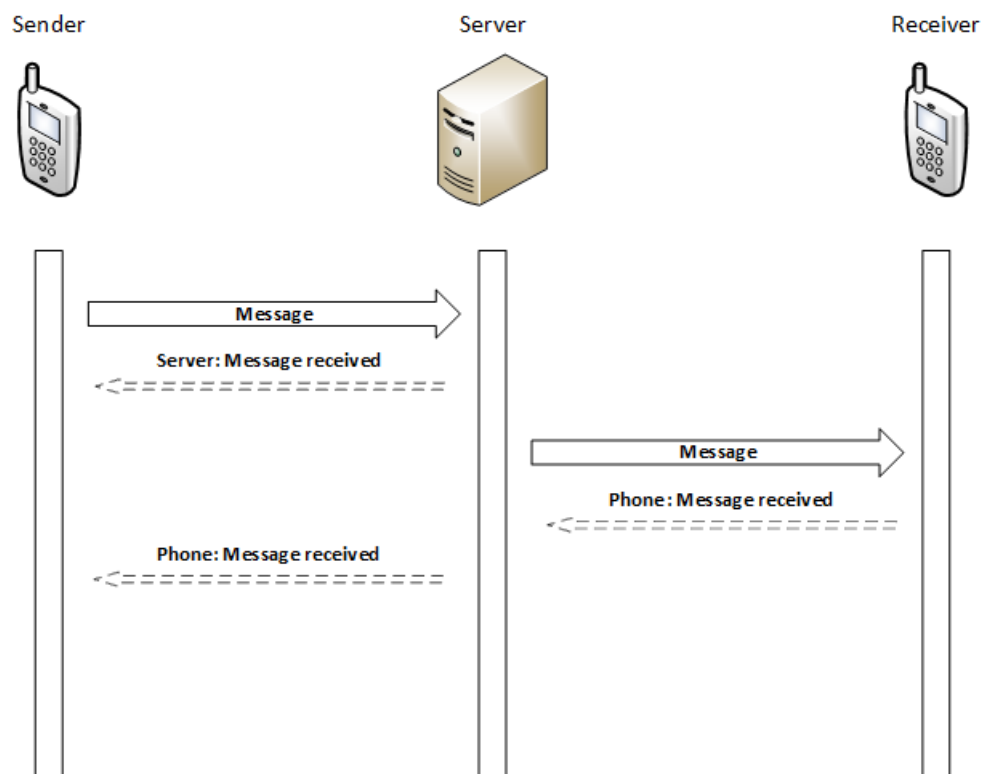 Sender
Server
Receiver
Message
Server: Message received
Message
Phone: Message received
Phone: Message received